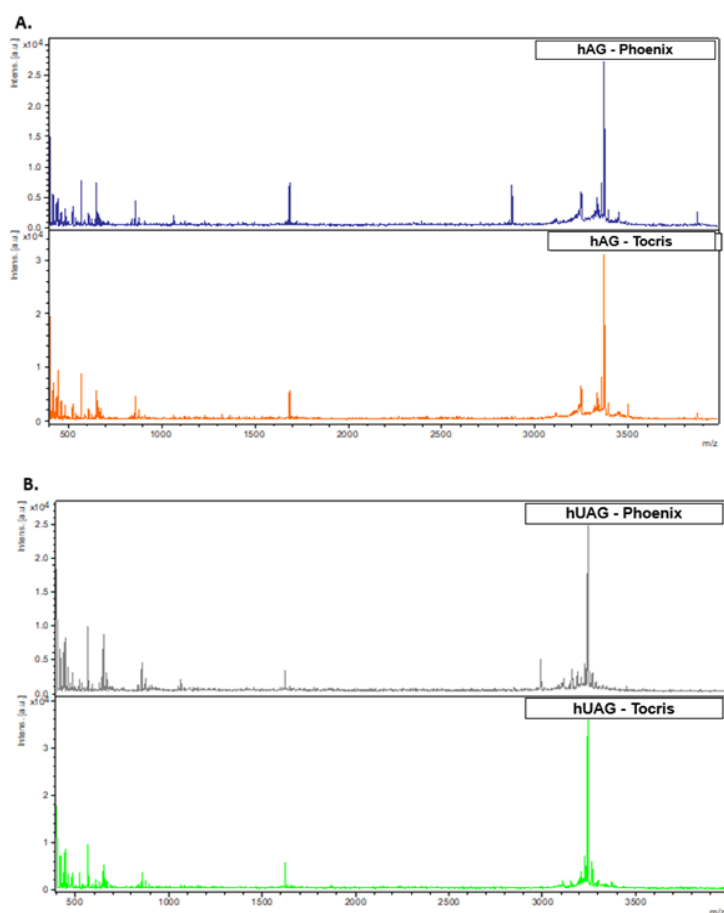 A.
x10⁴
hAG - Phoenix
Intens. [a.u.]
2.5
2.0
1.5
1.0
0.5
0.0
x10⁴
hAG - Tocris
Intens. [a.u.]
3
2
1
0
500 1000 1500 2000 2500 3000 3500
m/z
B.
x10⁴
hUAG - Phoenix
Intens. [a.u.]
2.5
2.0
1.5
1.0
0.5
0.0
x10⁴
hUAG - Tocris
Intens. [a.u.]
3
2
1
0
500 1000 1500 2000 2500 3000 3500
m/z